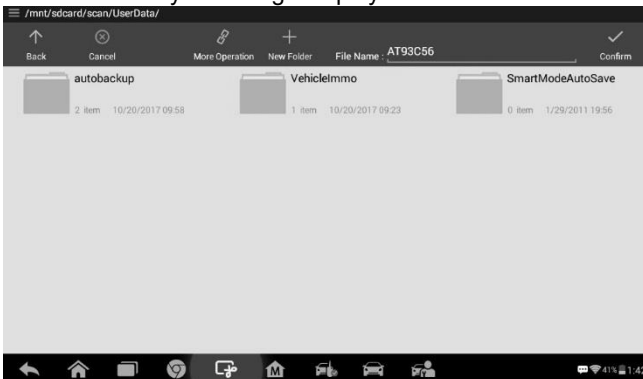 /mnt/sdcard/scan/UserData/
Back Cancel More Operation New Folder File Name : AT93C56 Confirm
autobackup VehicleImmo SmartModeAutoSave
2 item 10/20/2017 09:58 1 item 10/20/2017 09:23 0 item 1/29/2011 19:56
M 41%